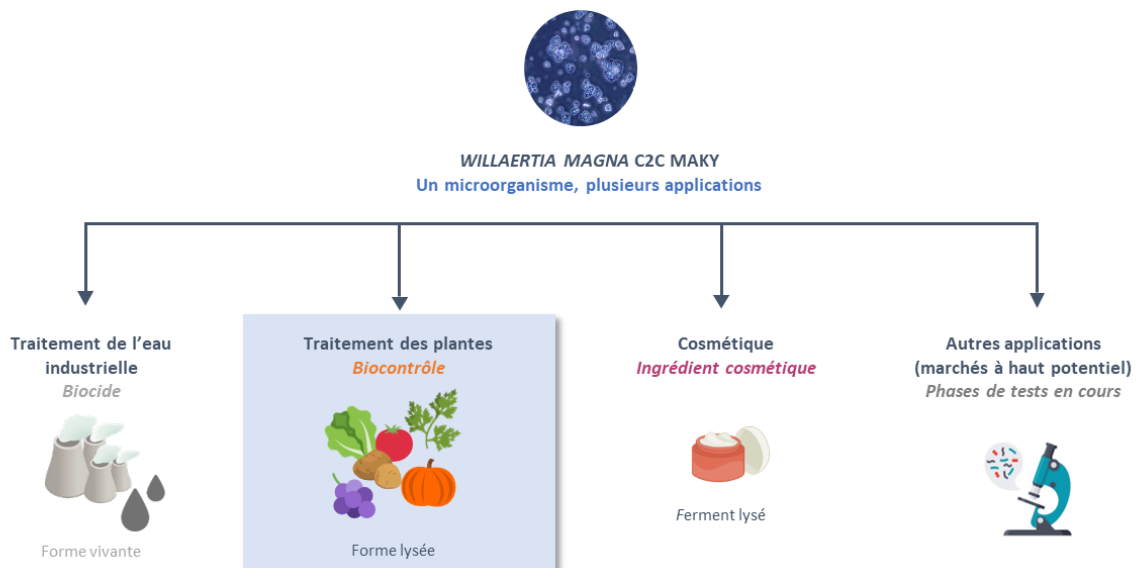 WILLAERTIA MAGNA C2C MAKY
Un microorganisme, plusieurs applications
Traitement de l’eau
industrielle
Biocide
Forme vivante
Traitement des plantes
Biocontrôle
Forme lysée
Cosmétique
Ingrédient cosmétique
Ferment lysé
Autres applications
(marchés à haut potentiel)
Phases de tests en cours